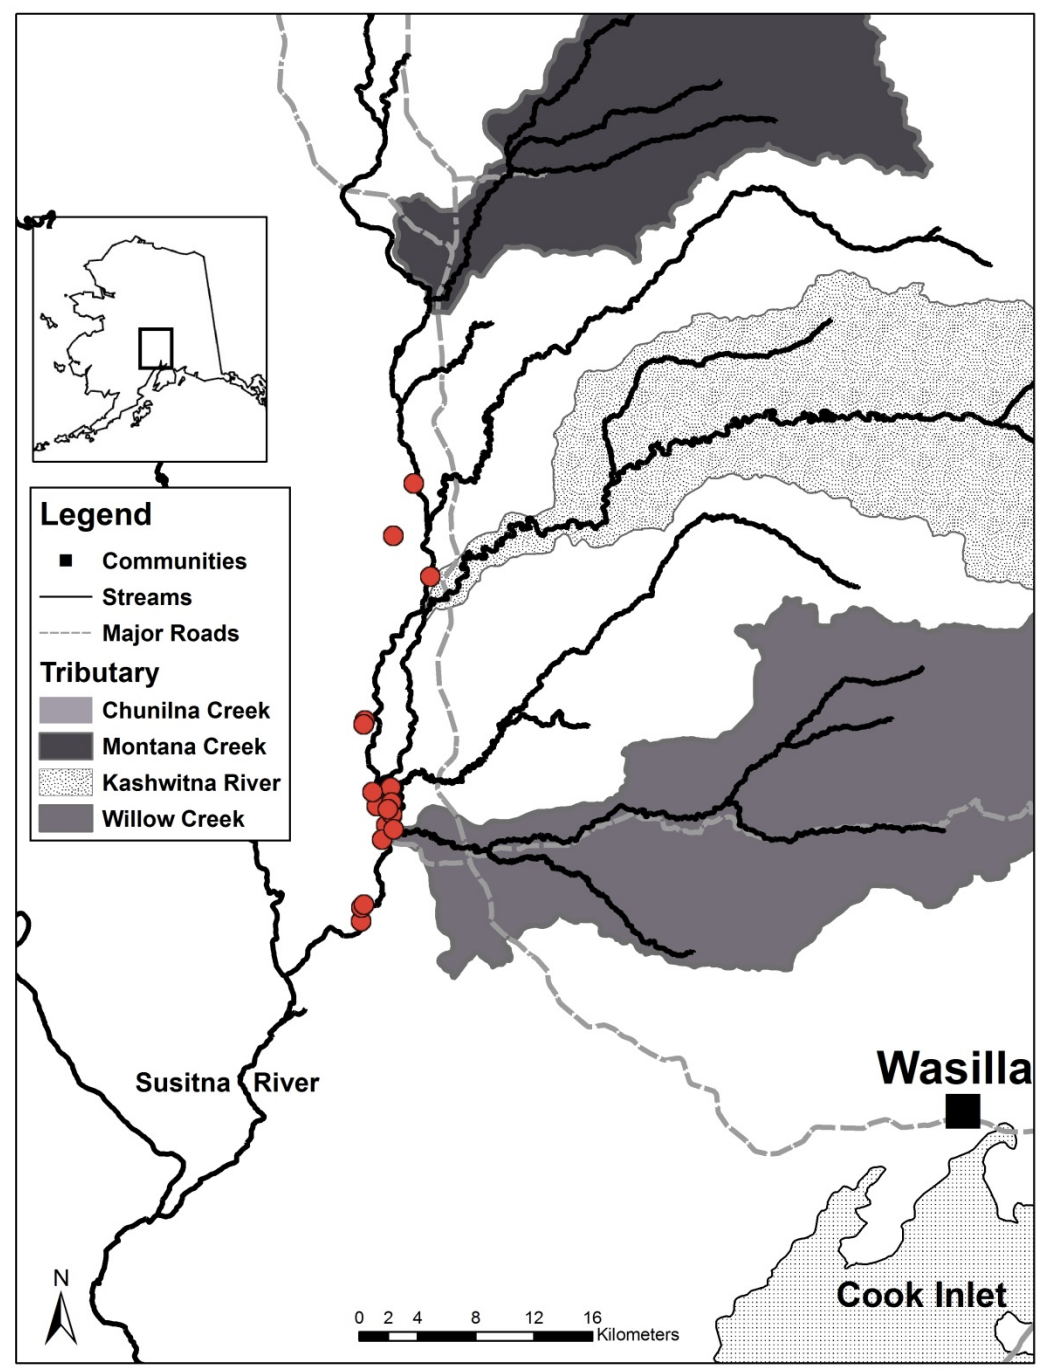 Legend
Communities
Streams
Major Roads
Tributary
Chunilna Creek
Montana Creek
Kashwitna River
Willow Creek
Wasilla
Susitna River
Cook Inlet
N
0 2 4 8 12 16
Kilometers